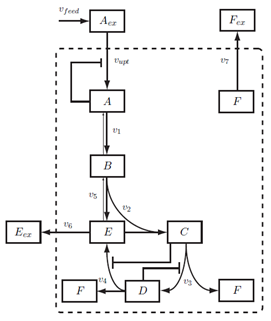 v_feed A_ex F_ex
v_upt
v_7
A F
v_1
B
v_5 v_2
E_ex v_6 E C
v_4 v_3
F D F